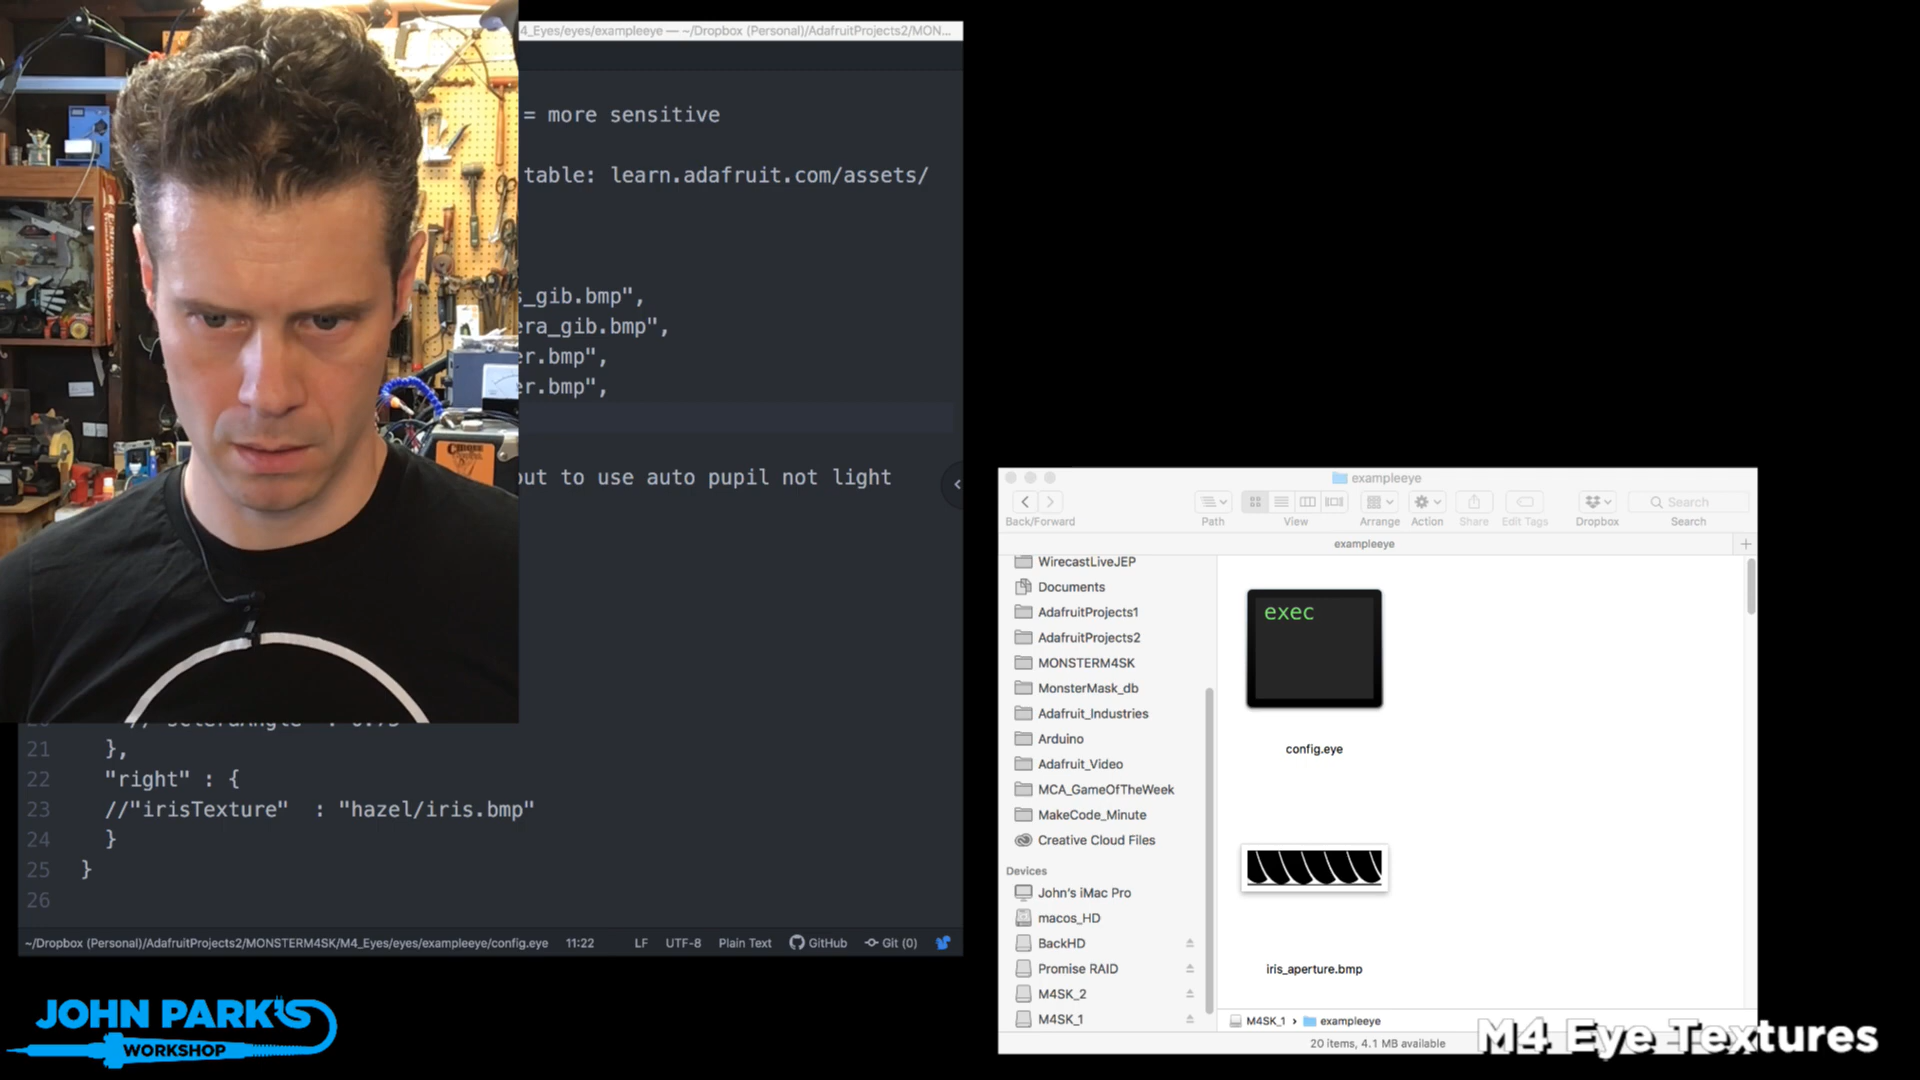 4_Eyes/eyes/exampleeye — ~/Dropbox (Personal)/AdafruitProjects2/MON...
= more sensitive
table: learn.adafruit.com/assets/
_gib.bmp",
era_gib.bmp",
er.bmp",
er.bmp",
out to use auto pupil not light
21 },
22 "right" : {
23 //"irisTexture" : "hazel/iris.bmp"
24 }
25 }
26
~/Dropbox (Personal)/AdafruitProjects2/MONSTERM4SK/M4_Eyes/eyes/exampleeye/config.eye 11:22 LF UTF-8 Plain Text GitHub Git (0)
exampleeye
Search
Back/Forward Path View Arrange Action Share Edit Tags Dropbox Search
exampleeye
WirecastLiveJEP
Documents
AdafruitProjects1
AdafruitProjects2
MONSTERM4SK
MonsterMask_db
Adafruit_Industries
Arduino
Adafruit_Video
MCA_GameOfTheWeek
MakeCode_Minute
Creative Cloud Files
Devices
John's iMac Pro
macos_HD
BackHD
Promise RAID
M4SK_2
M4SK_1
exec
config.eye
iris_aperture.bmp
M4SK_1 › exampleeye
20 items, 4.1 MB available
JOHN PARK'S
WORKSHOP
M4 Eye Textures